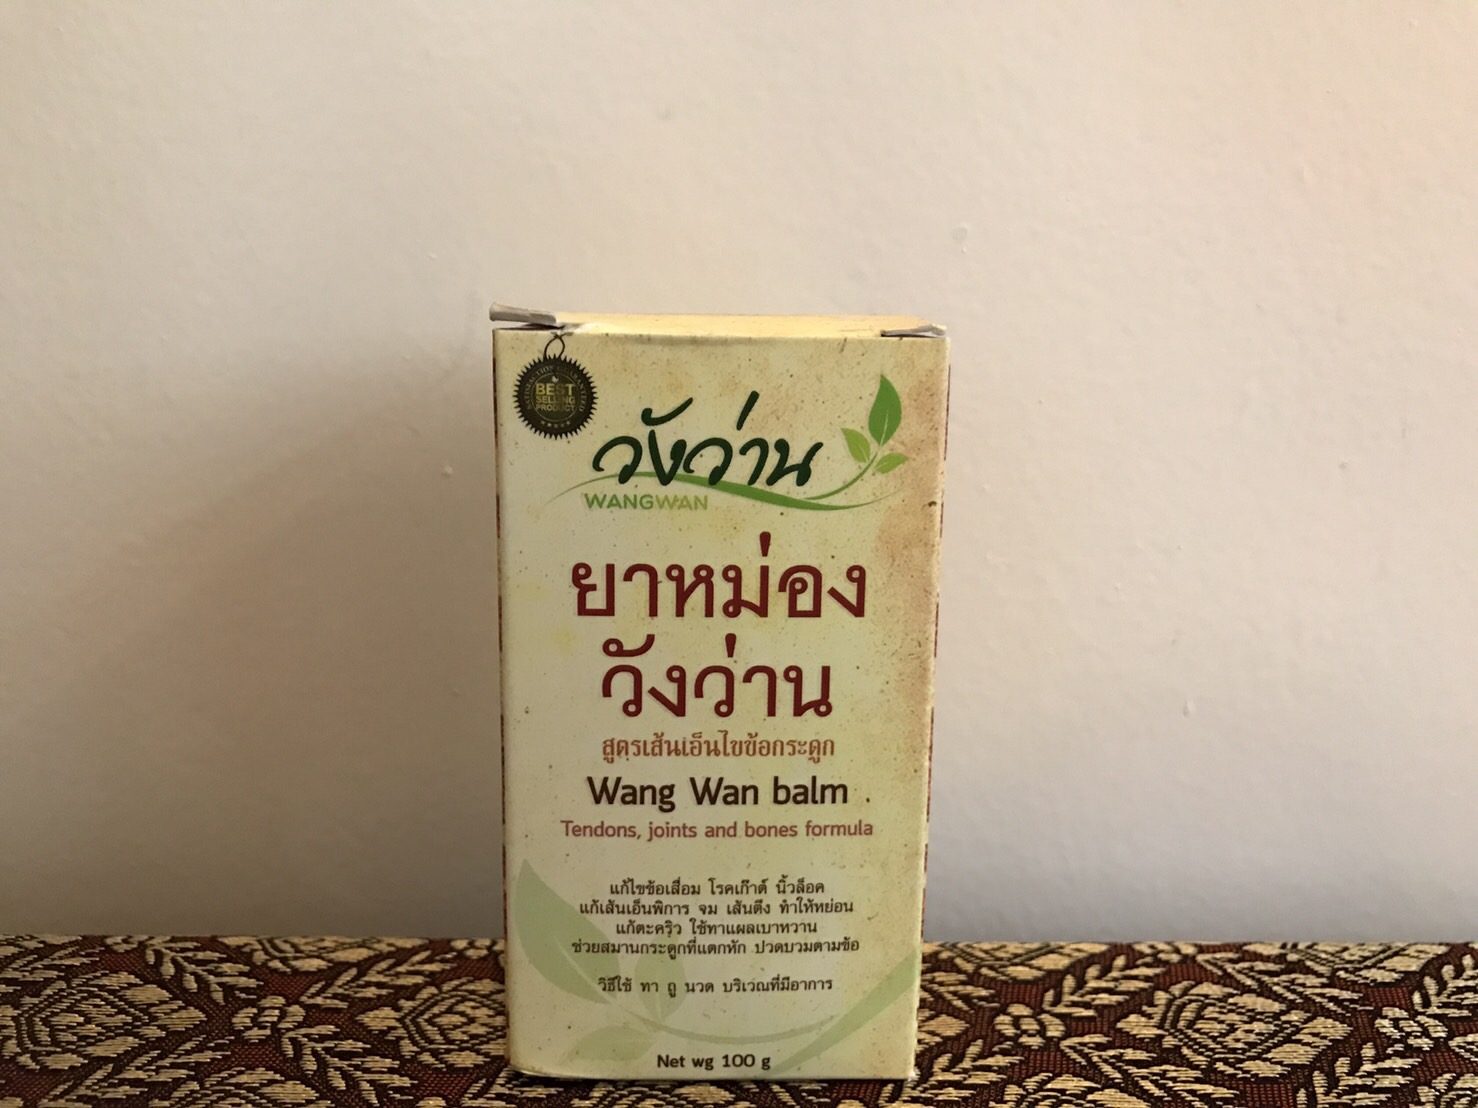 SATISFACTION GUARANTEED
BEST
SELLING
PRODUCT
วังว่าน
WANGWAN
ยาหม่อง
วังว่าน
สูตรเส้นเอ็นไขข้อกระดูก
Wang Wan balm
Tendons, joints and bones formula
แก้ไขข้อเสื่อม โรคเก๊าต์ นิ้วล็อค
แก้เส้นเอ็นพิการ จม เส้นตึง ทำให้หย่อน
แก้ตะคริว ใช้ทาแผลเบาหวาน
ช่วยสมานกระดูกที่แตกหัก ปวดบวมตามข้อ
วิธีใช้ ทา ถู นวด บริเวณที่มีอาการ
Net wg 100 g